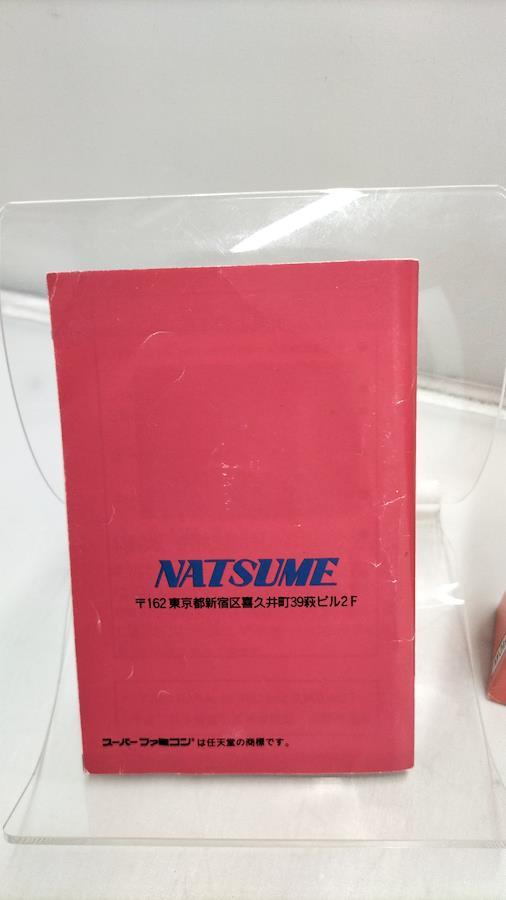 NATSUME
〒162 東京都新宿区喜久井町39萩ビル2F
スーパーファミコン®は任天堂の商標です。